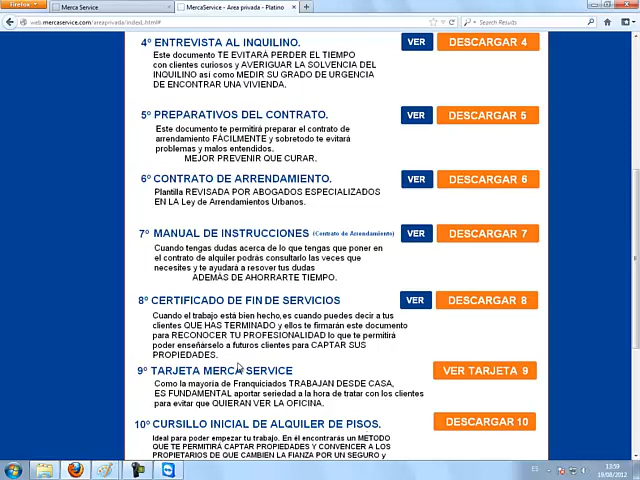 Firefox
Merca Service
MercaService - Area privada - Platino
web.mercaservice.com/areaprivada/index1.html#
Search Results
4º ENTREVISTA AL INQUILINO.
VER
DESCARGAR 4
Este documento TE EVITARÁ PERDER EL TIEMPO
con clientes curiosos y AVERIGUAR LA SOLVENCIA DEL
INQUILINO así como MEDIR SU GRADO DE URGENCIA
DE ENCONTRAR UNA VIVIENDA.
5º PREPARATIVOS DEL CONTRATO.
VER
DESCARGAR 5
Este documento te permitirá preparar el contrato de
arrendamiento FACILMENTE y sobretodo te evitará
problemas y malos entendidos.
MEJOR PREVENIR QUE CURAR.
6º CONTRATO DE ARRENDAMIENTO.
VER
DESCARGAR 6
Plantilla REVISADA POR ABOGADOS ESPECIALIZADOS
EN LA Ley de Arrendamientos Urbanos.
7º MANUAL DE INSTRUCCIONES (Contrato de Arrendamiento)
VER
DESCARGAR 7
Cuando tengas dudas acerca de lo que tengas que poner en
el contrato de alquiler podrás consultarlo las veces que
necesites y te ayudará a resover tus dudas
ADEMÁS DE AHORRARTE TIEMPO.
8º CERTIFICADO DE FIN DE SERVICIOS
VER
DESCARGAR 8
Cuando el trabajo está bien hecho,es cuando puedes decir a tus
clientes QUE HAS TERMINADO y ellos te firmarán este documento
para RECONOCER TU PROFESIONALIDAD lo que te permitirá
poder enseñárselo a futuros clientes para CAPTAR SUS
PROPIEDADES.
9º TARJETA MERCA SERVICE
VER TARJETA 9
Como la mayoría de Franquiciados TRABAJAN DESDE CASA,
ES FUNDAMENTAL aportar seriedad a la hora de tratar con los clientes
para evitar que QUIERAN VER LA OFICINA.
10º CURSILLO INICIAL DE ALQUILER DE PISOS.
DESCARGAR 10
Ideal para poder empezar tu trabajo. En él encontrarás un METODO
QUE TE PERMITIRÁ CAPTAR PROPIEDADES Y CONVENCER A LOS
PROPIETARIOS DE QUE CAMBIEN LA FIANZA POR UN SEGURO y
ES
13:59
19/08/2012